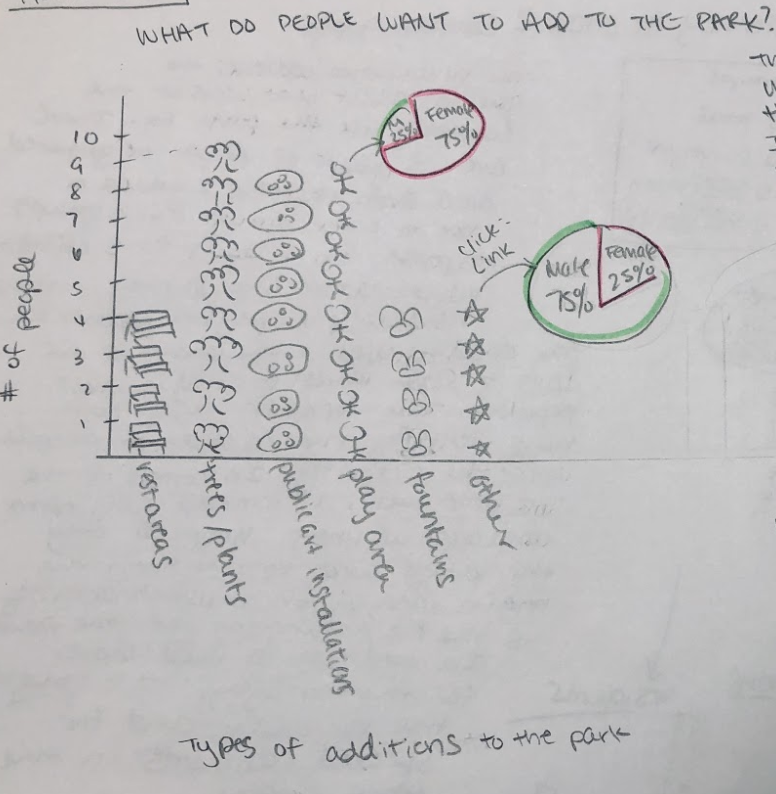 WHAT DO PEOPLE WANT TO ADD TO THE PARK?
M
25%
Female
75%
click:
Link
Male
75%
Female
25%
# of people
10
9
8
7
6
5
4
3
2
1
rest areas
trees/plants
public art installations
play area
fountains
other
Types of additions to the park